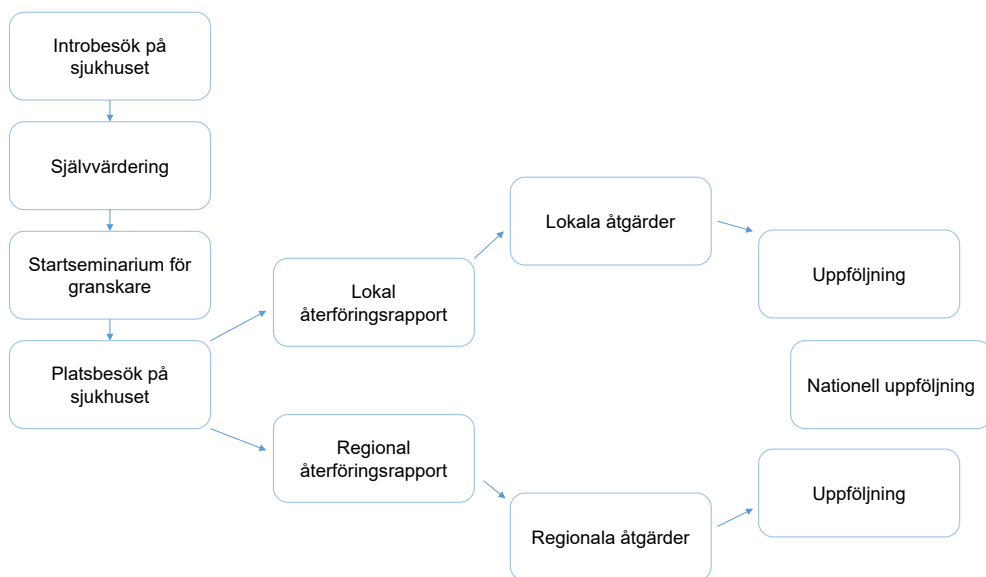 Introbesök på
sjukhuset
Självvärdering
Startseminarium för
granskare
Platsbesök på
sjukhuset
Lokal
återföringsrapport
Lokala åtgärder
Uppföljning
Nationell uppföljning
Regional
återföringsrapport
Regionala åtgärder
Uppföljning